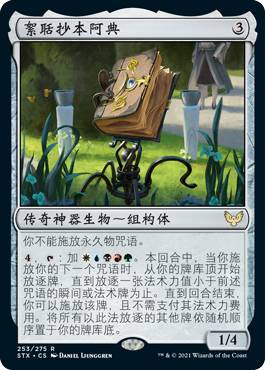 絮聒抄本阿典
3
传奇神器生物～组构体
你不能施放永久物咒语。
4，：加。本回合中，当你施
放你的下一个咒语时，从你的牌库顶开始
放逐牌，直到放逐一张法术力值小于前述
咒语的瞬间或法术牌为止。直到回合结束，
你可以施放该牌，且不需支付其法术力费
用。将所有以此法放逐的其他牌依随机顺
序置于你的牌库底。
1/4
253/275 R
STX • CS DANIEL LJUNGGREN
™ & © 2021 Wizards of the Coast